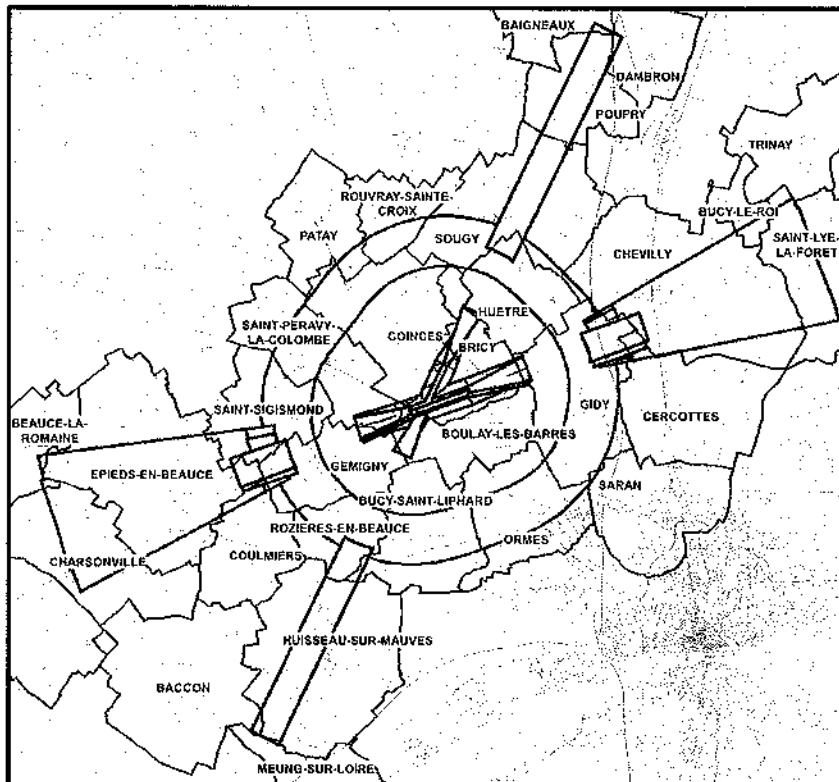 BAIGNEAUX
DAMBRON
POUPRY
TRINAY
ROUVRAY-SAINTE-
CROIX
BUCY-LE-ROI
PATAY
SOUGY
SAINT-LYE-
LA-FORET
CHEVILLY
HUETRE
SAINT-PERAVY-
LA-COLOMBE
COINCES
BRICY
SAINT-SIGISMOND
GIDY
CERCOTTES
BEAUCE-LA-
ROMAINE
BOULAY-LES-BARRES
GEMIGNY
EPIEDS-EN-BEAUCE
SARAN
BUCY-SAINT-LIPHARD
ROZIERES-EN-BEAUCE
ORMES
COULMIERS
CHARSONVILLE
HUISSEAU-SUR-MAUVES
BACCON
MEUNG-SUR-LOIRE